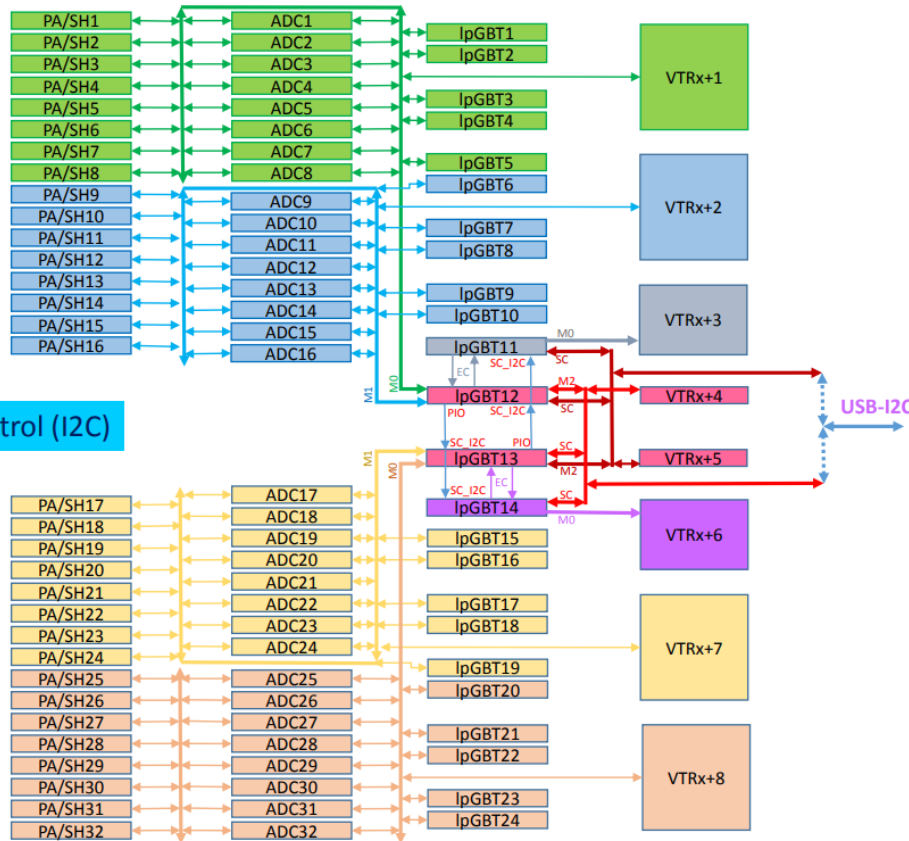 PA/SH1 ADC1 lpGBT1 VTRx+1
PA/SH2 ADC2 lpGBT2
PA/SH3 ADC3 lpGBT3
PA/SH4 ADC4 lpGBT4
PA/SH5 ADC5
PA/SH6 ADC6
PA/SH7 ADC7 lpGBT5
PA/SH8 ADC8
PA/SH9 ADC9 lpGBT6 VTRx+2
PA/SH10 ADC10 lpGBT7
PA/SH11 ADC11 lpGBT8
PA/SH12 ADC12
PA/SH13 ADC13 lpGBT9
PA/SH14 ADC14 lpGBT10
PA/SH15 ADC15
PA/SH16 ADC16 lpGBT11 M0 VTRx+3
EC SC_I2C SC
M1 M0 lpGBT12 M2 VTRx+4
PIO SC_I2C SC
USB-I2C
trol (I2C)
SC_I2C PIO SC
M1 M0 lpGBT13 M2 VTRx+5
SC_I2C EC SC
lpGBT14 M0 VTRx+6
PA/SH17 ADC17
PA/SH18 ADC18
PA/SH19 ADC19 lpGBT15
PA/SH20 ADC20 lpGBT16
PA/SH21 ADC21
PA/SH22 ADC22 lpGBT17
PA/SH23 ADC23 lpGBT18
PA/SH24 ADC24 lpGBT19 VTRx+7
PA/SH25 ADC25 lpGBT20
PA/SH26 ADC26
PA/SH27 ADC27 lpGBT21
PA/SH28 ADC28 lpGBT22
PA/SH29 ADC29 VTRx+8
PA/SH30 ADC30 lpGBT23
PA/SH31 ADC31 lpGBT24
PA/SH32 ADC32